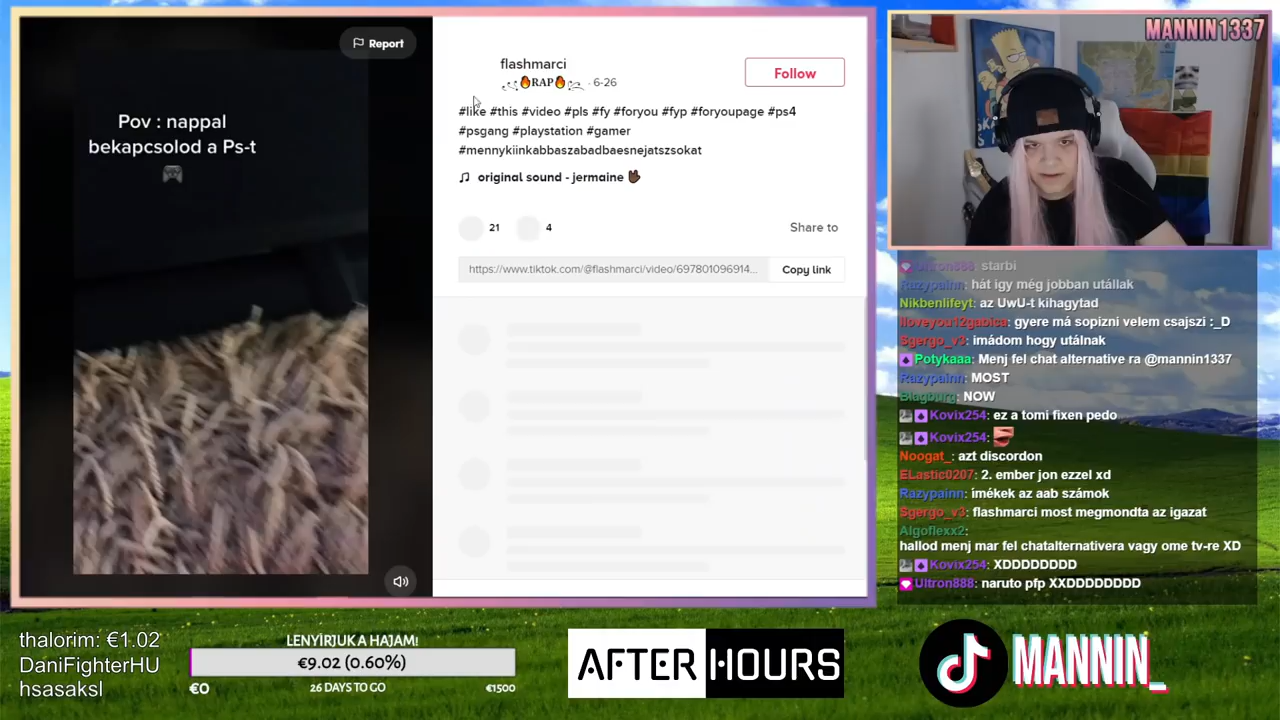 Report
Pov : nappal
bekapcsolod a Ps-t
flashmarci
RAP · 6-26
Follow
#like #this #video #pls #fy #foryou #fyp #foryoupage #ps4
#psgang #playstation #gamer
#mennykiinkabbaszabadbaesnejatszsokat
original sound - jermaine
21
4
Share to
https://www.tiktok.com/@flashmarci/video/697801096914...
Copy link
MANNIN1337
Ultron888: starbi
Razypainn: hát igy még jobban utállak
Nikbenlifeyt: az UwU-t kihagytad
Iloveyou12gabica: gyere má sopizni velem csajszi :_D
Sgergo_v3: imádom hogy utálnak
Potykaaa: Menj fel chat alternative ra @mannin1337
Razypainn: MOST
Blugburg: NOW
Kovix254: ez a tomi fixen pedo
Kovix254:
Noogat_: azt discordon
ELastic0207: 2. ember jon ezzel xd
Razypainn: imékek az aab számok
Sgergo_v3: flashmarci most megmondta az igazat
Algoflexx2:
hallod menj mar fel chatalternativera vagy ome tv-re XD
Kovix254: XDDDDDDDD
Ultron888: naruto pfp XXDDDDDDDD
thalorim: €1.02
DaniFighterHU
hsasaksl
LENYÍRJUK A HAJAM!
€9.02 (0.60%)
€0
26 DAYS TO GO
€1500
AFTER HOURS
MANNIN_